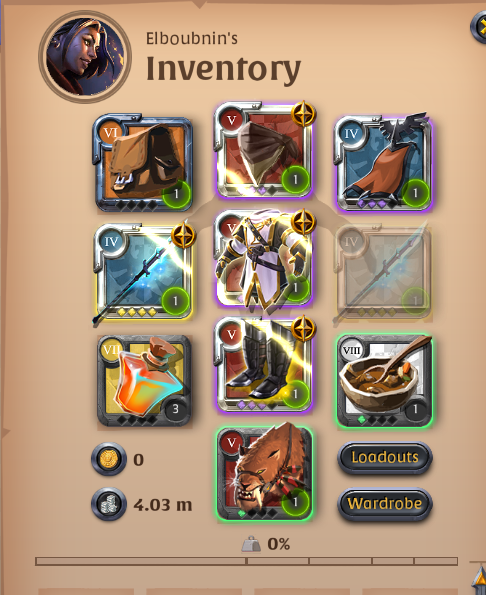 Elboubnin's
Inventory
VI
1
V
1
IV
1
IV
1
V
1
IV
1
VII
3
V
1
VIII
1
0
4.03 m
V
1
Loadouts
Wardrobe
0%